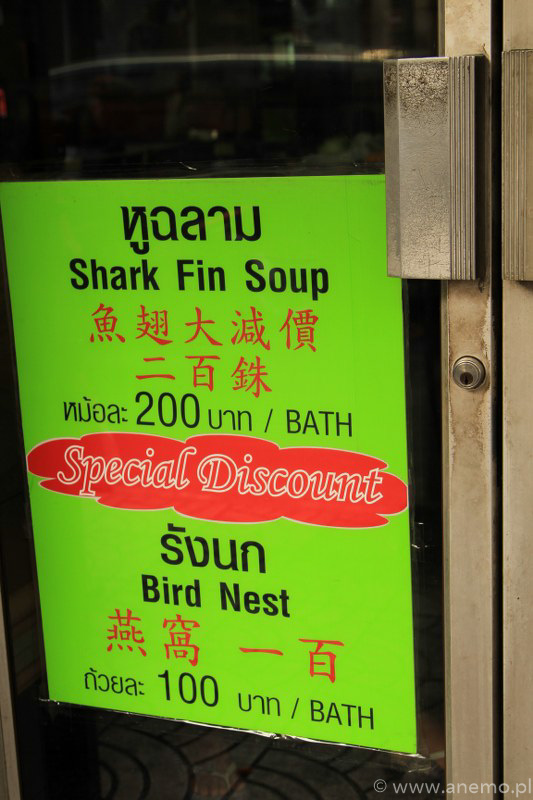 หูฉลาม
Shark Fin Soup
魚翅大減價
二百銖
หม้อละ 200 บาท / BATH
Special Discount
รังนก
Bird Nest
燕窩 一百
ถ้วยละ 100 บาท / BATH
© www.anemo.pl